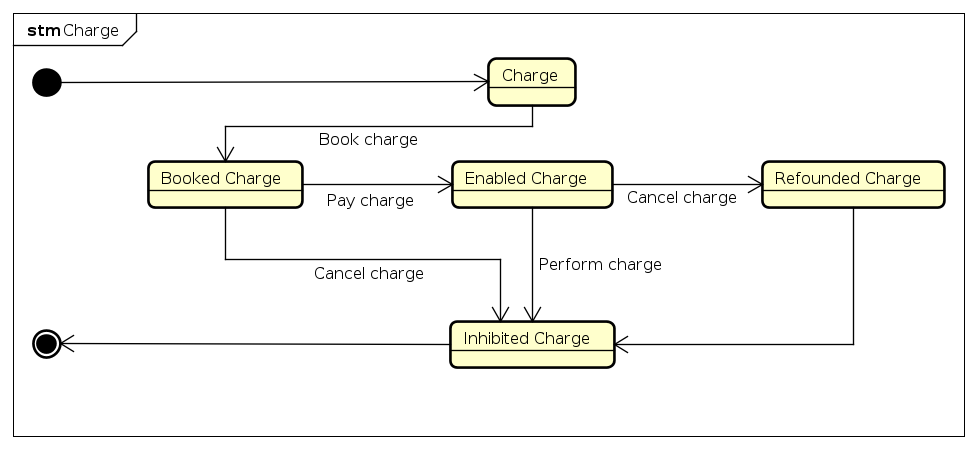 stm Charge
Charge
Book charge
Booked Charge
Enabled Charge
Refounded Charge
Pay charge
Cancel charge
Cancel charge
Perform charge
Inhibited Charge